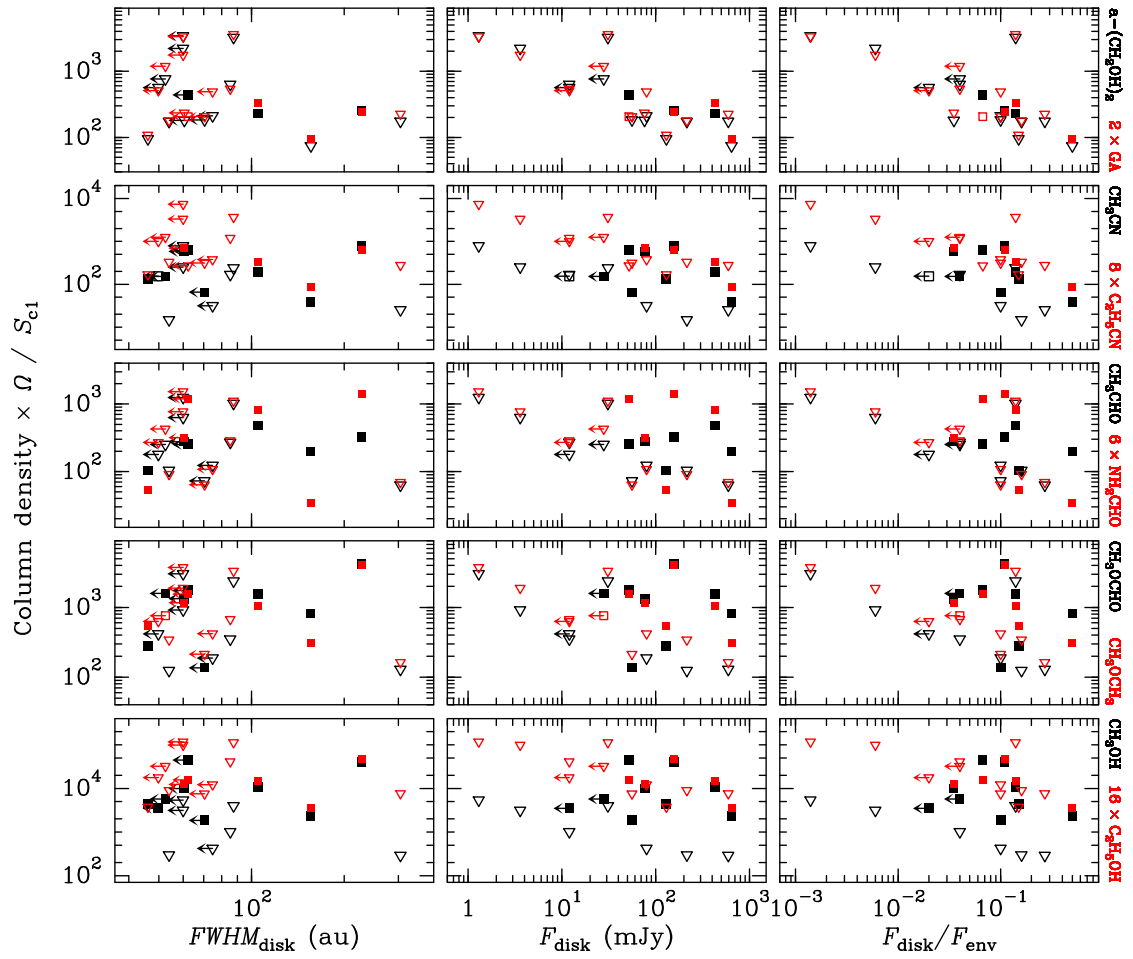 Column density × Ω / S_c1
10³
10²
a−(CH₂OH)₂
2 × GA
10⁴
10²
CH₃CN
8 × C₂H₅CN
10³
10²
CH₃CHO
6 × NH₂CHO
10³
10²
CH₃OCHO
CH₃OCH₃
10⁴
10²
CH₃OH
16 × C₂H₅OH
10² 1 10 10² 10³ 10⁻³ 10⁻² 10⁻¹
FWHM_disk (au) F_disk (mJy) F_disk/F_env